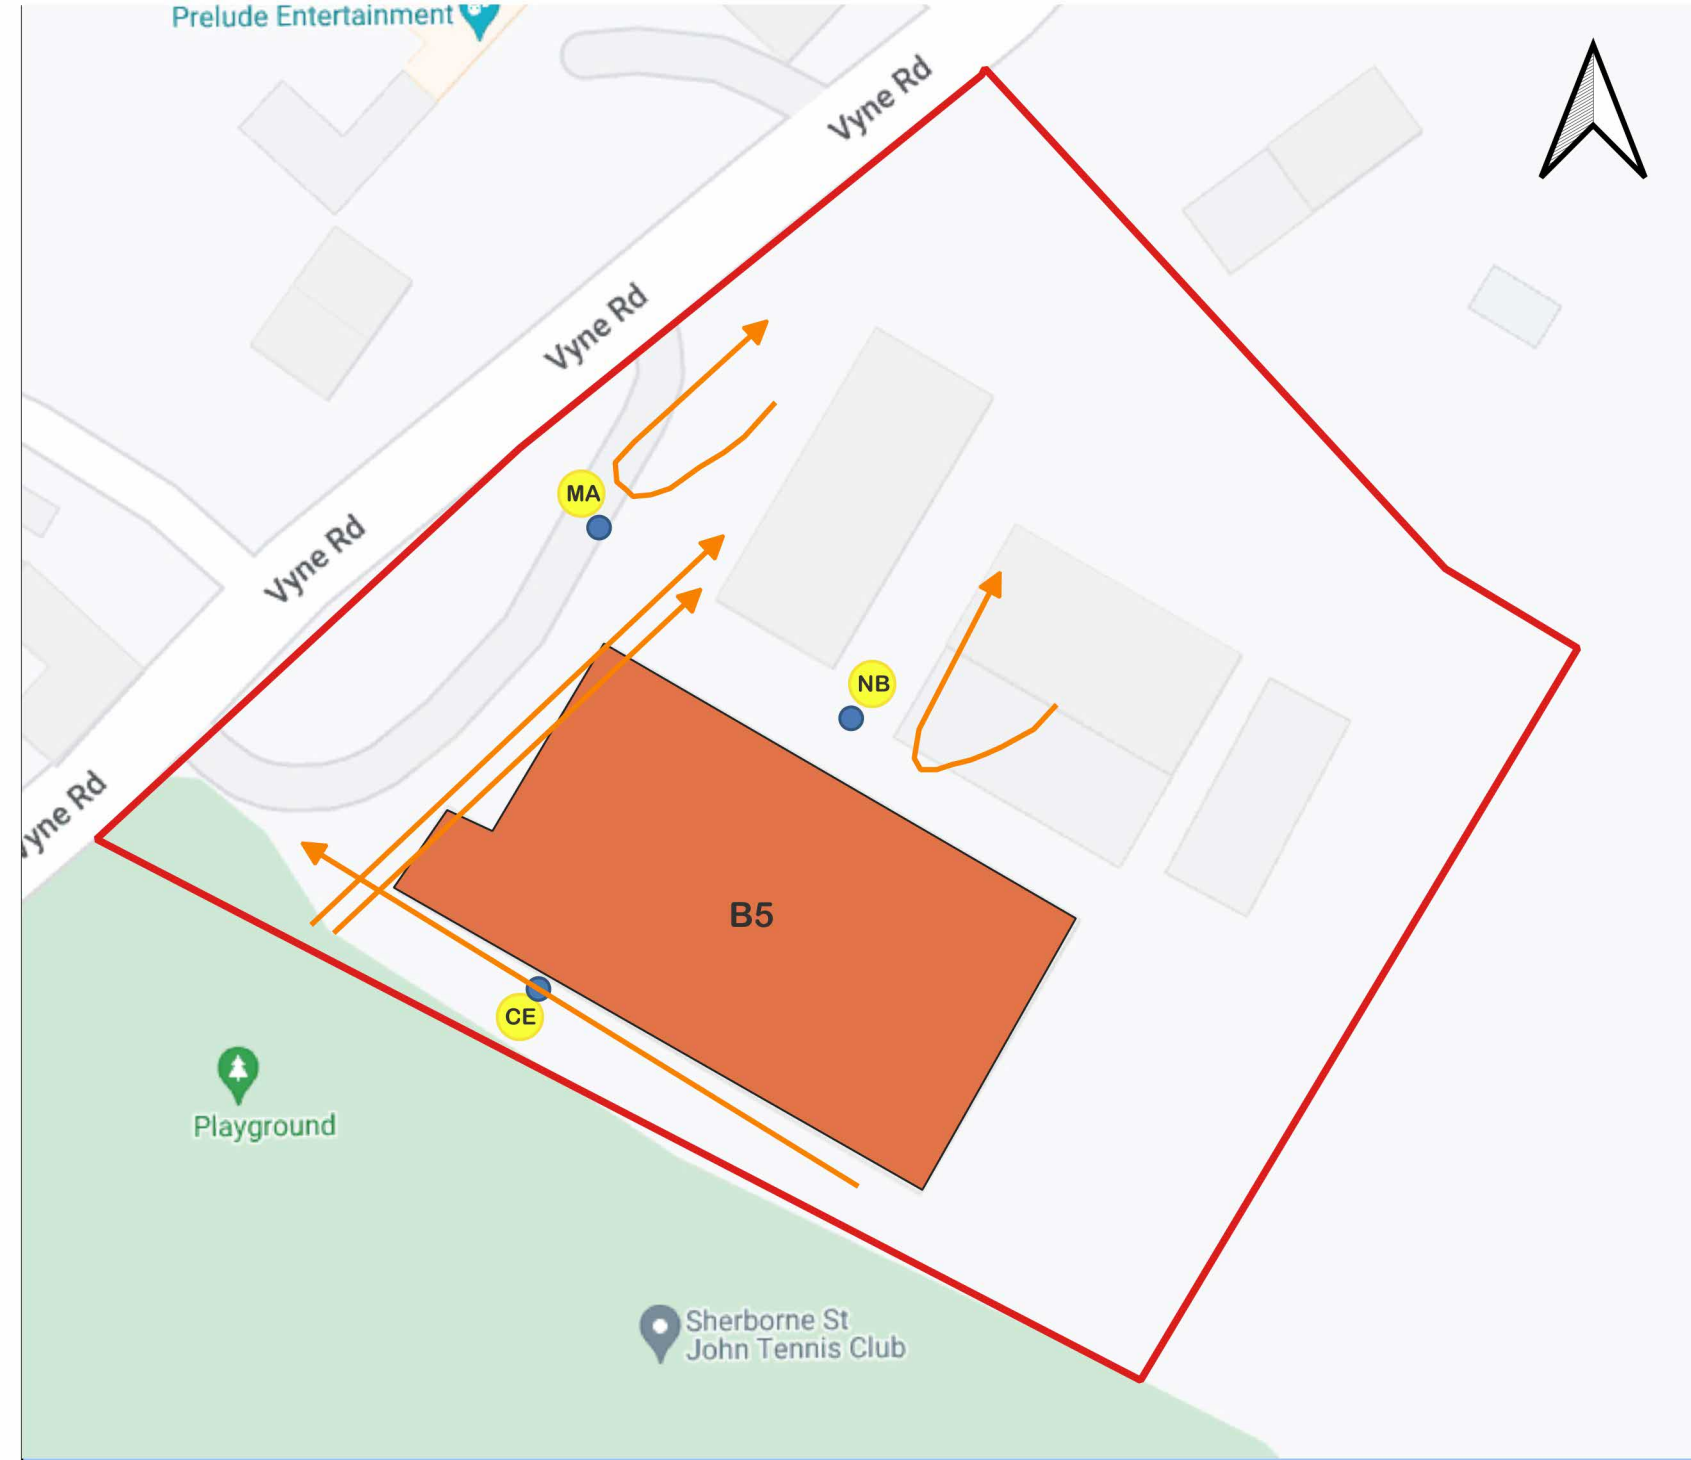 Prelude Entertainment
Vyne Rd
Vyne Rd
MA
Vyne Rd
NB
Vyne Rd
B5
CE
Playground
Sherborne St
John Tennis Club